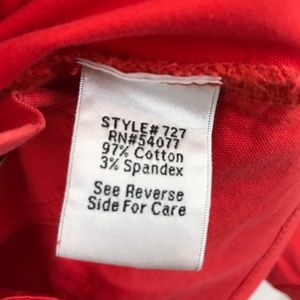 STYLE# 727
RN#54077
97% Cotton
3% Spandex
See Reverse
Side For Care